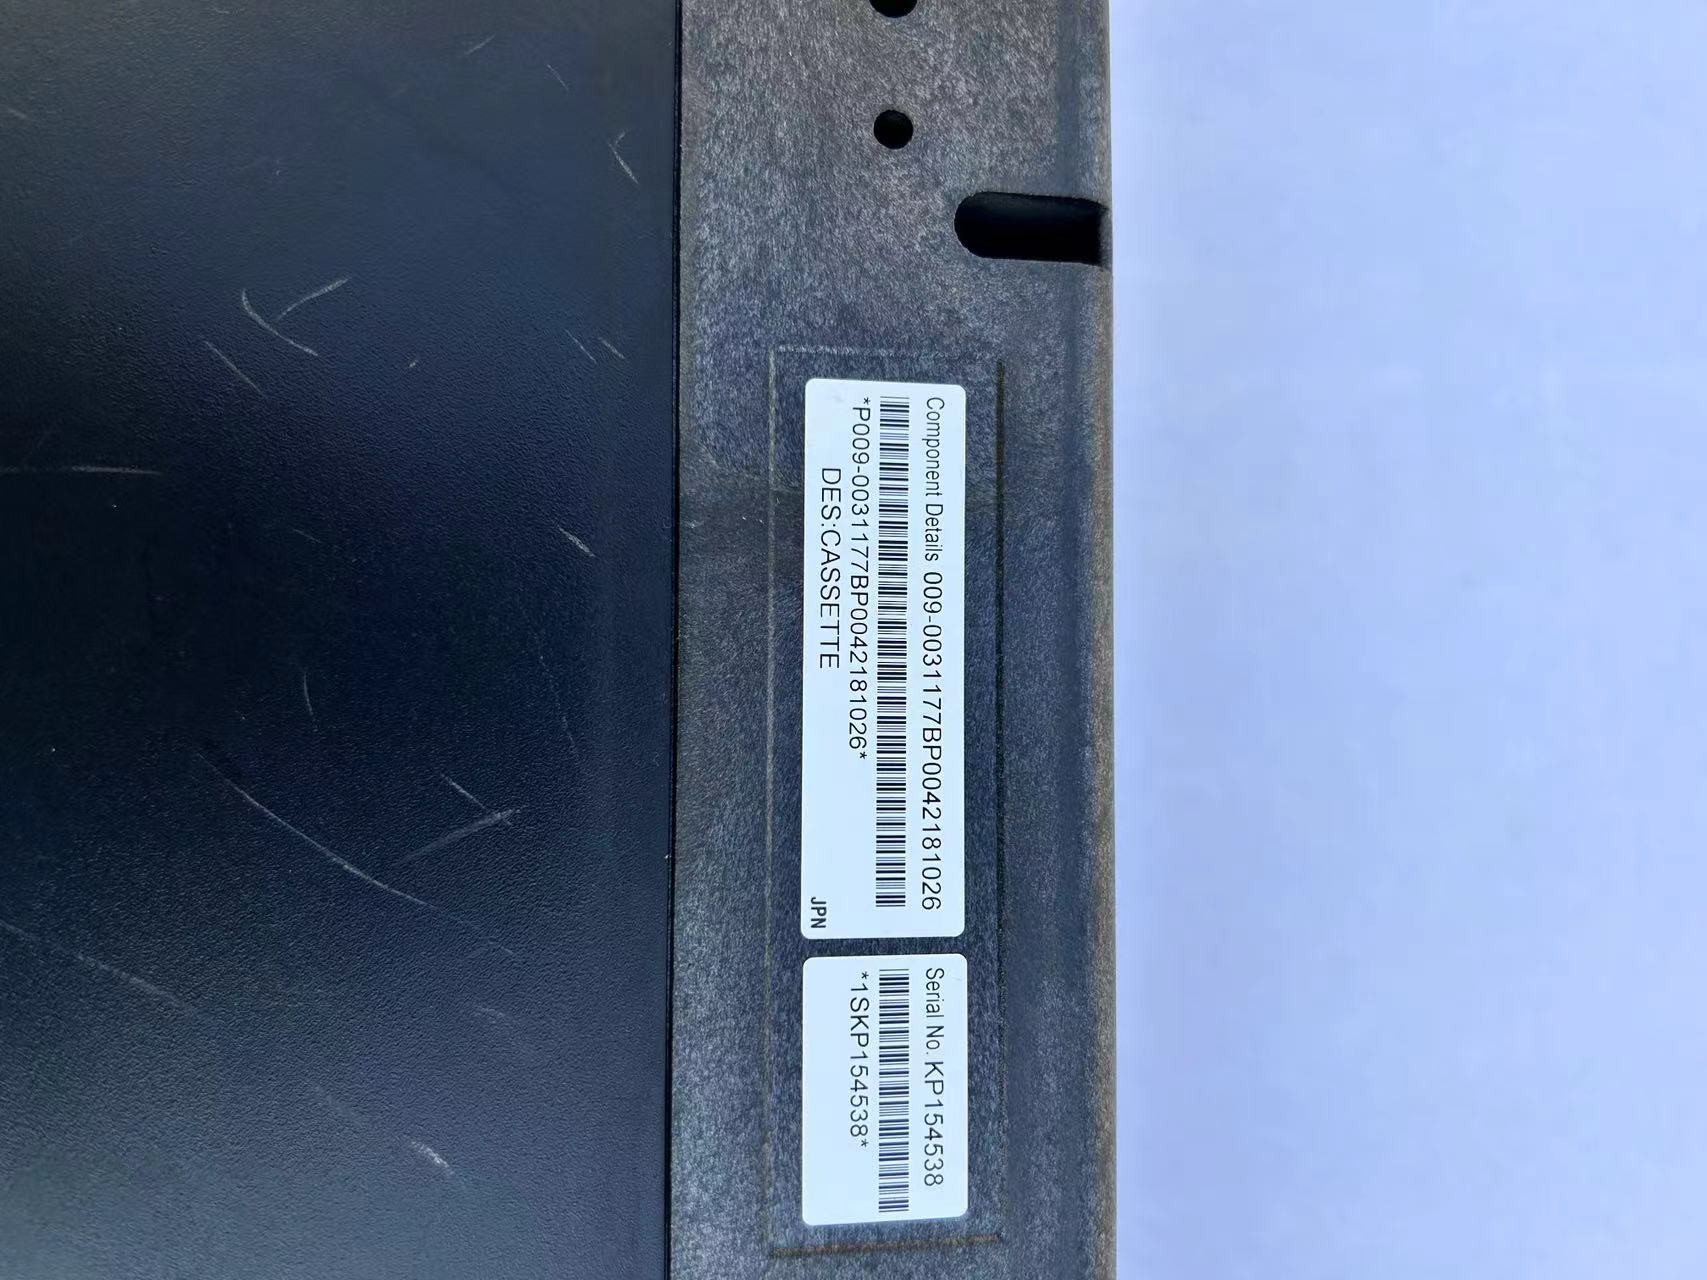 Component Details 009-0031177BP0042181026
*P009-0031177BP0042181026*
DES:CASSETTE
JPN
Serial No. KP154538
*1SKP154538*